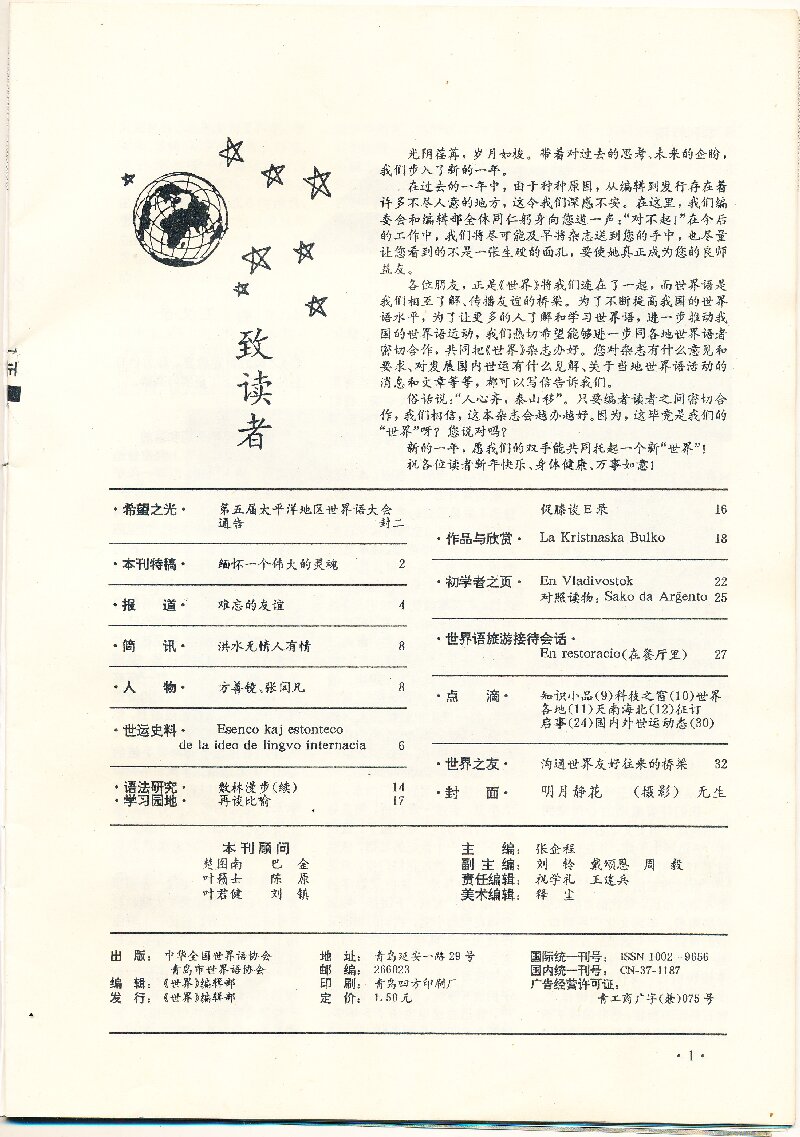 致读者
光阴荏苒，岁月如梭。带着对过去的思考、未来的企盼，
我们步入了新的一年。
在过去的一年中，由于种种原因，从编辑到发行存在着
许多不尽人意的地方，这令我们深感不安。在这里，我们编
委会和编辑部全体同仁躬身向您道一声：“对不起！”在今后
的工作中，我们将尽可能及早将杂志送到您的手中，也尽量
让您看到的不是一张生硬的面孔，要使她真正成为您的良师
益友。
各位朋友，正是《世界》将我们连在了一起，而世界语是
我们相互了解、传播友谊的桥梁。为了不断提高我国的世界
语水平，为了让更多的人了解和学习世界语，进一步推动我
国的世界语运动，我们热切希望能够进一步同各地世界语者
密切合作，共同把《世界》杂志办好。您对杂志有什么意见和
要求、对发展国内世运有什么见解、关于当地世界语活动的
消息和文章等等，都可以写信告诉我们。
俗话说：“人心齐，泰山移”。只要编者读者之间密切合
作，我们相信，这本杂志会越办越好。因为，这毕竟是我们的
“世界”呀？您说对吗？
新的一年，愿我们的双手能共同托起一个新“世界”！
祝各位读者新年快乐、身体健康、万事如意！
·希望之光· 第五届太平洋地区世界语大会
通告 封二
·本刊特稿· 缅怀一个伟大的灵魂 2
·报 道· 难忘的友谊 4
·简 讯· 洪水无情人有情 8
·人 物· 方善境、张闳凡 8
·世运史料· Esenco kaj estonteco
de la ideo de lingvo internacia 6
·语法研究· 数林漫步(续) 14
·学习园地· 再谈比喻 17
促膝谈E录 16
·作品与欣赏· La Kristnaska Bulko 18
·初学者之页· En Vladivostok 22
对照读物：Sako da Arĝento 25
·世界语旅游接待会话·
En restoracio(在餐厅里) 27
·点 滴· 知识小品(9)科技之窗(10)世界
各地(11)天南海北(12)征订
启事(24)国内外世运动态(30)
·世界之友· 沟通世界友好往来的桥梁 32
·封 面· 明月静花 （摄影） 无生
本刊顾问
楚图南 巴 金
叶籁士 陈 原
叶君健 刘 镇
主 编：张企程
副主编：刘 铃 戴颂恩 周 毅
责任编辑：祝学礼 王连兵
美术编辑：释 尘
出 版：中华全国世界语协会
青岛市世界语协会
编 辑：《世界》编辑部
发 行：《世界》编辑部
地 址：青岛延安一路29号
邮 编：266023
印 刷：青岛四方印刷厂
定 价：1.50元
国际统一刊号：ISSN 1002-9656
国内统一刊号：CN-37-1187
广告经营许可证：
青工商广字(兼)075号
·1·